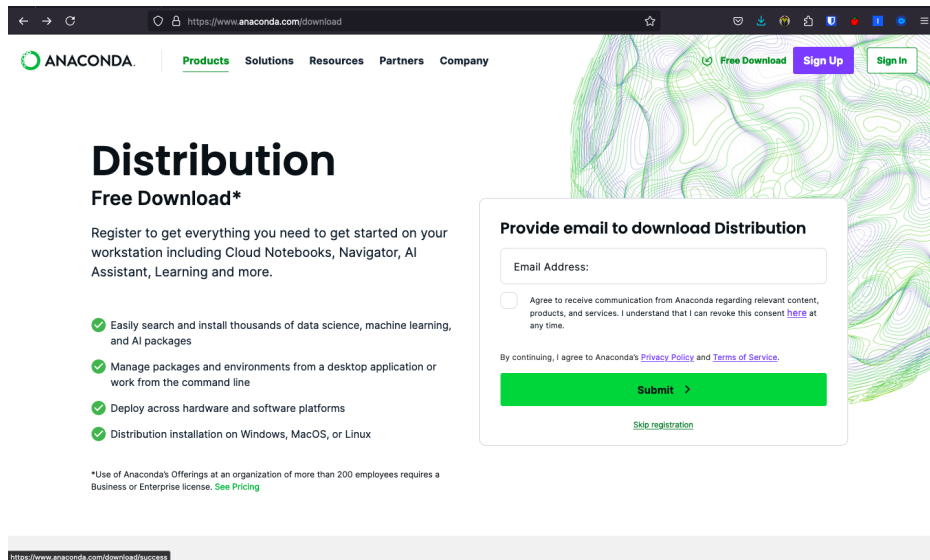 https://www.anaconda.com/download
ANACONDA.
Products
Solutions
Resources
Partners
Company
Free Download
Sign Up
Sign In
Distribution
Free Download*
Register to get everything you need to get started on your
workstation including Cloud Notebooks, Navigator, AI
Assistant, Learning and more.
Easily search and install thousands of data science, machine learning,
and AI packages
Manage packages and environments from a desktop application or
work from the command line
Deploy across hardware and software platforms
Distribution installation on Windows, MacOS, or Linux
*Use of Anaconda's Offerings at an organization of more than 200 employees requires a
Business or Enterprise license. See Pricing
Provide email to download Distribution
Email Address:
Agree to receive communication from Anaconda regarding relevant content,
products, and services. I understand that I can revoke this consent here at
any time.
By continuing, I agree to Anaconda's Privacy Policy and Terms of Service.
Submit
Skip registration
https://www.anaconda.com/download/success